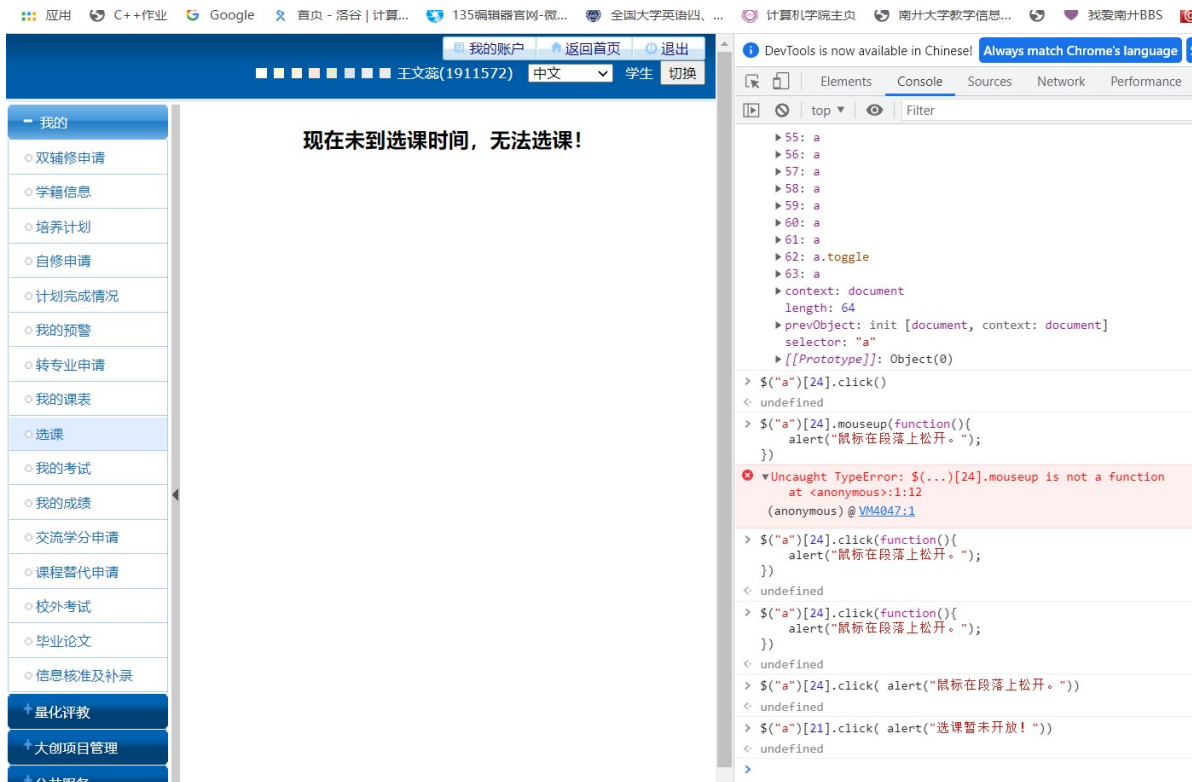 应用 C++作业 Google 首页 - 洛谷 | 计算... 135编辑器官网-微... 全国大学英语四、... 计算机学院主页 南开大学教学信息... 我爱南开BBS
我的账户 返回首页 退出
王文蕊(1911572) 中文 学生 切换
我的
双辅修申请
学籍信息
培养计划
自修申请
计划完成情况
我的预警
转专业申请
我的课表
选课
我的考试
我的成绩
交流学分申请
课程替代申请
校外考试
毕业论文
信息核准及补录
量化评教
大创项目管理
公共服务
现在未到选课时间，无法选课！
DevTools is now available in Chinese! Always match Chrome's language
Elements Console Sources Network Performance
top Filter
55: a
56: a
57: a
58: a
59: a
60: a
61: a
62: a.toggle
63: a
context: document
length: 64
prevObject: init [document, context: document]
selector: "a"
[[Prototype]]: Object(0)
> $("a")[24].click()
undefined
> $("a")[24].mouseup(function(){
alert("鼠标在段落上松开。");
})
Uncaught TypeError: $(...)[24].mouseup is not a function
at <anonymous>:1:12
(anonymous) @ VM4047:1
> $("a")[24].click(function(){
alert("鼠标在段落上松开。");
})
undefined
> $("a")[24].click(function(){
alert("鼠标在段落上松开。");
})
undefined
> $("a")[24].click( alert("鼠标在段落上松开。"))
undefined
> $("a")[21].click( alert("选课暂未开放！"))
undefined
>